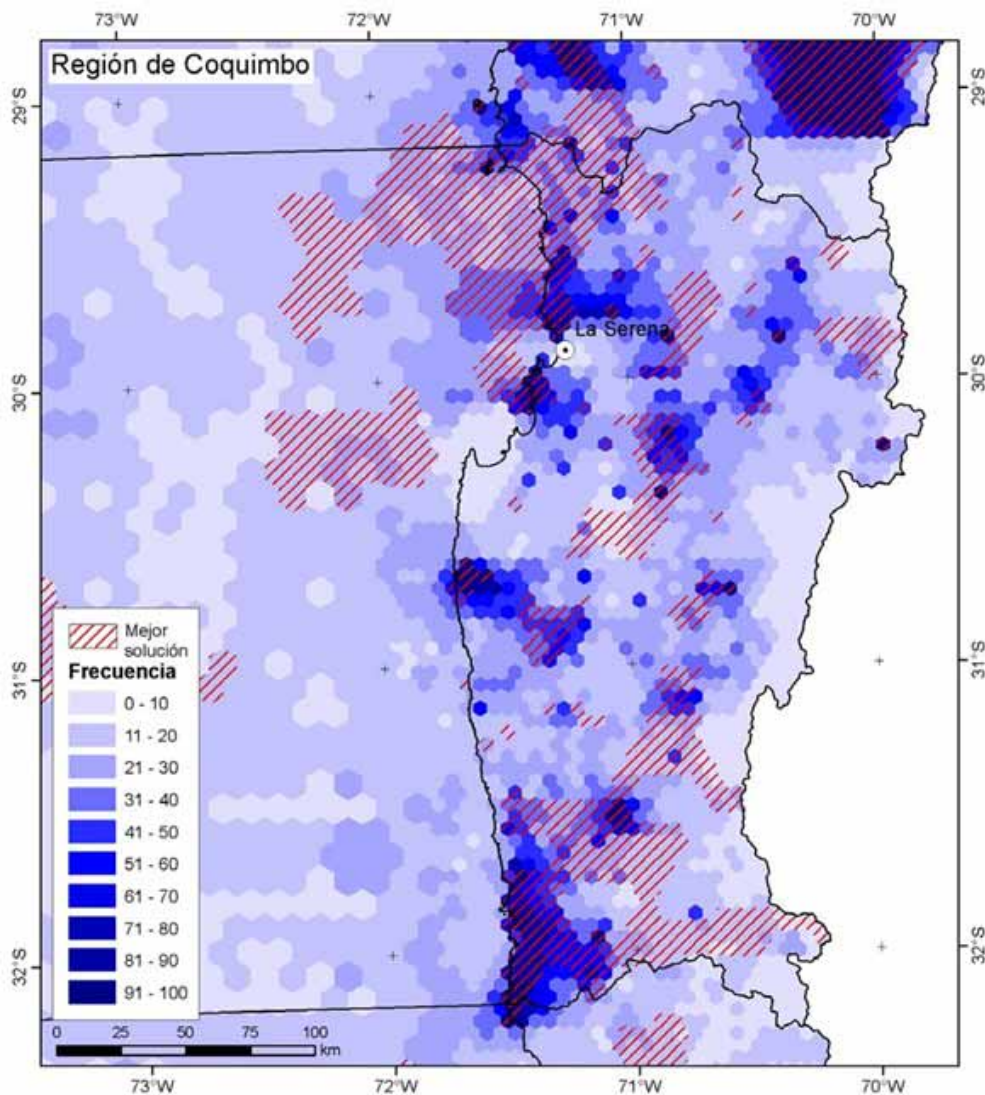 73°W 72°W 71°W 70°W
Región de Coquimbo
29°S 29°S
La Serena
30°S 30°S
31°S 31°S
Mejor
solución
Frecuencia
0 - 10
11 - 20
21 - 30
31 - 40
41 - 50
51 - 60
61 - 70
71 - 80
81 - 90
91 - 100
32°S 32°S
0 25 50 75 100
km
73°W 72°W 71°W 70°W